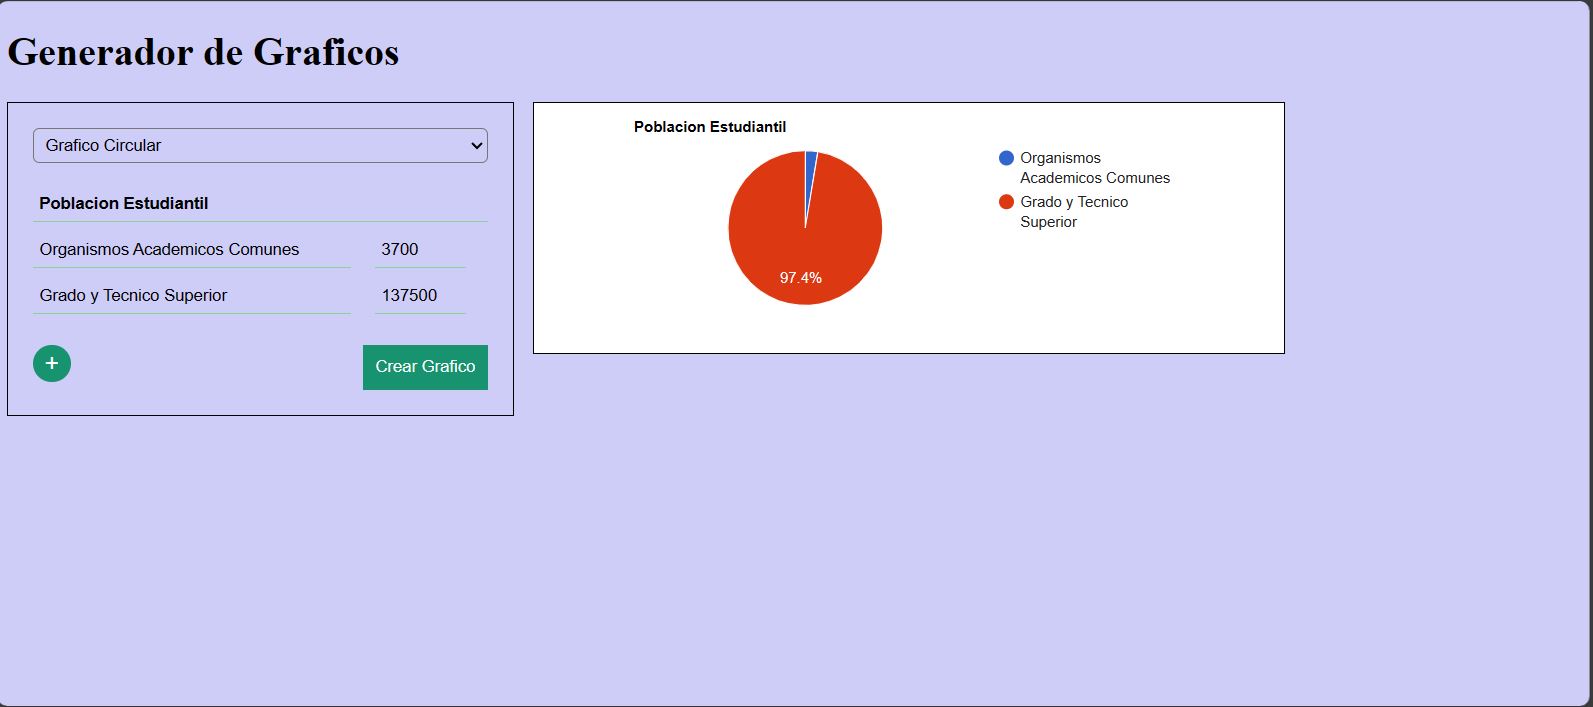 Generador de Graficos
Grafico Circular
Poblacion Estudiantil
Organismos Academicos Comunes 3700
Grado y Tecnico Superior 137500
+
Crear Grafico
Poblacion Estudiantil
97.4%
Organismos
Academicos Comunes
Grado y Tecnico
Superior